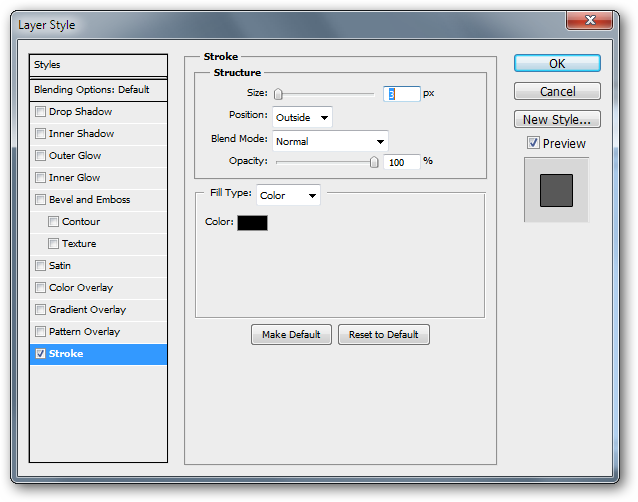 Layer Style
Styles
Blending Options: Default
Drop Shadow
Inner Shadow
Outer Glow
Inner Glow
Bevel and Emboss
Contour
Texture
Satin
Color Overlay
Gradient Overlay
Pattern Overlay
Stroke
Stroke
Structure
Size: 3 px
Position: Outside
Blend Mode: Normal
Opacity: 100 %
Fill Type: Color
Color:
Make Default Reset to Default
OK
Cancel
New Style...
Preview